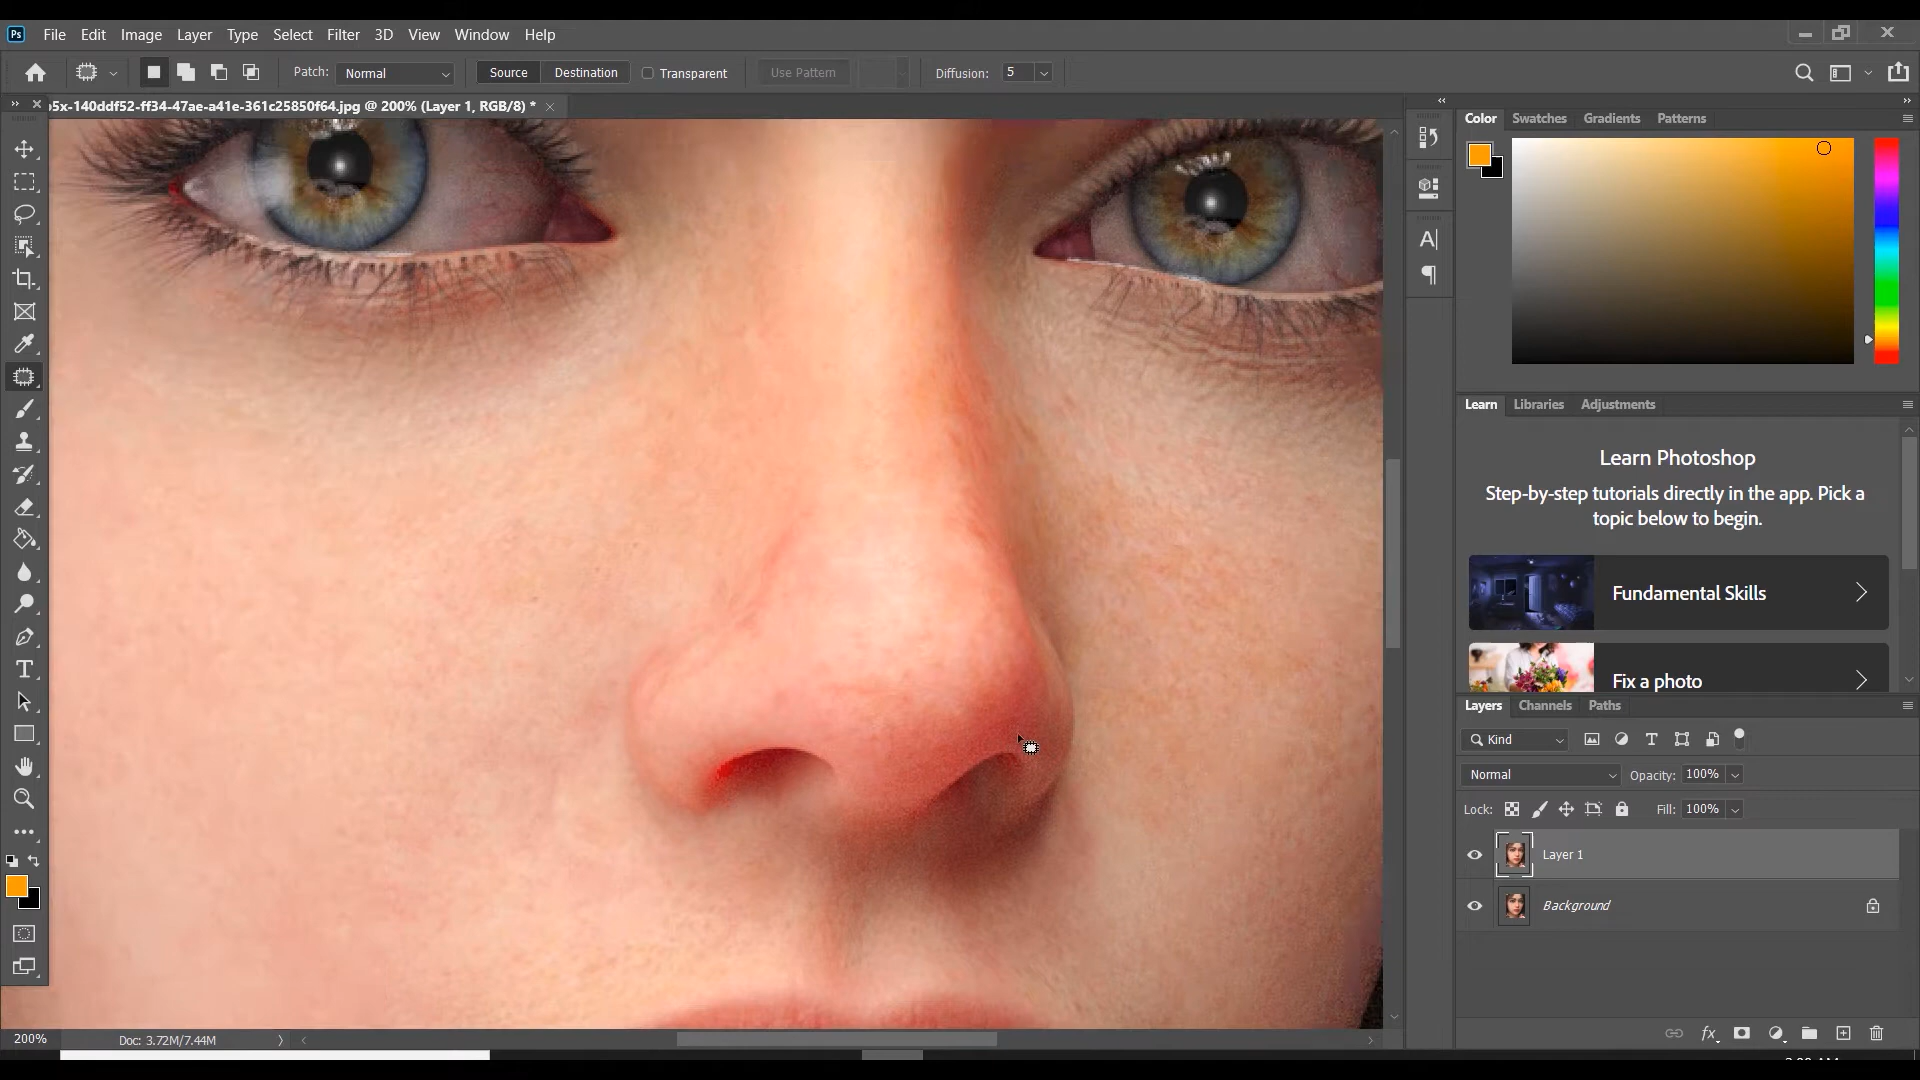 Ps File Edit Image Layer Type Select Filter 3D View Window Help
Patch: Normal Source Destination Transparent Use Pattern Diffusion: 5
b5x-140ddf52-ff34-47ae-a41e-361c25850f64.jpg @ 200% (Layer 1, RGB/8) *
Color Swatches Gradients Patterns
Learn Libraries Adjustments
Learn Photoshop
Step-by-step tutorials directly in the app. Pick a
topic below to begin.
Fundamental Skills
Fix a photo
Layers Channels Paths
Kind
Normal Opacity: 100%
Lock: Fill: 100%
Layer 1
Background
200% Doc: 3.72M/7.44M